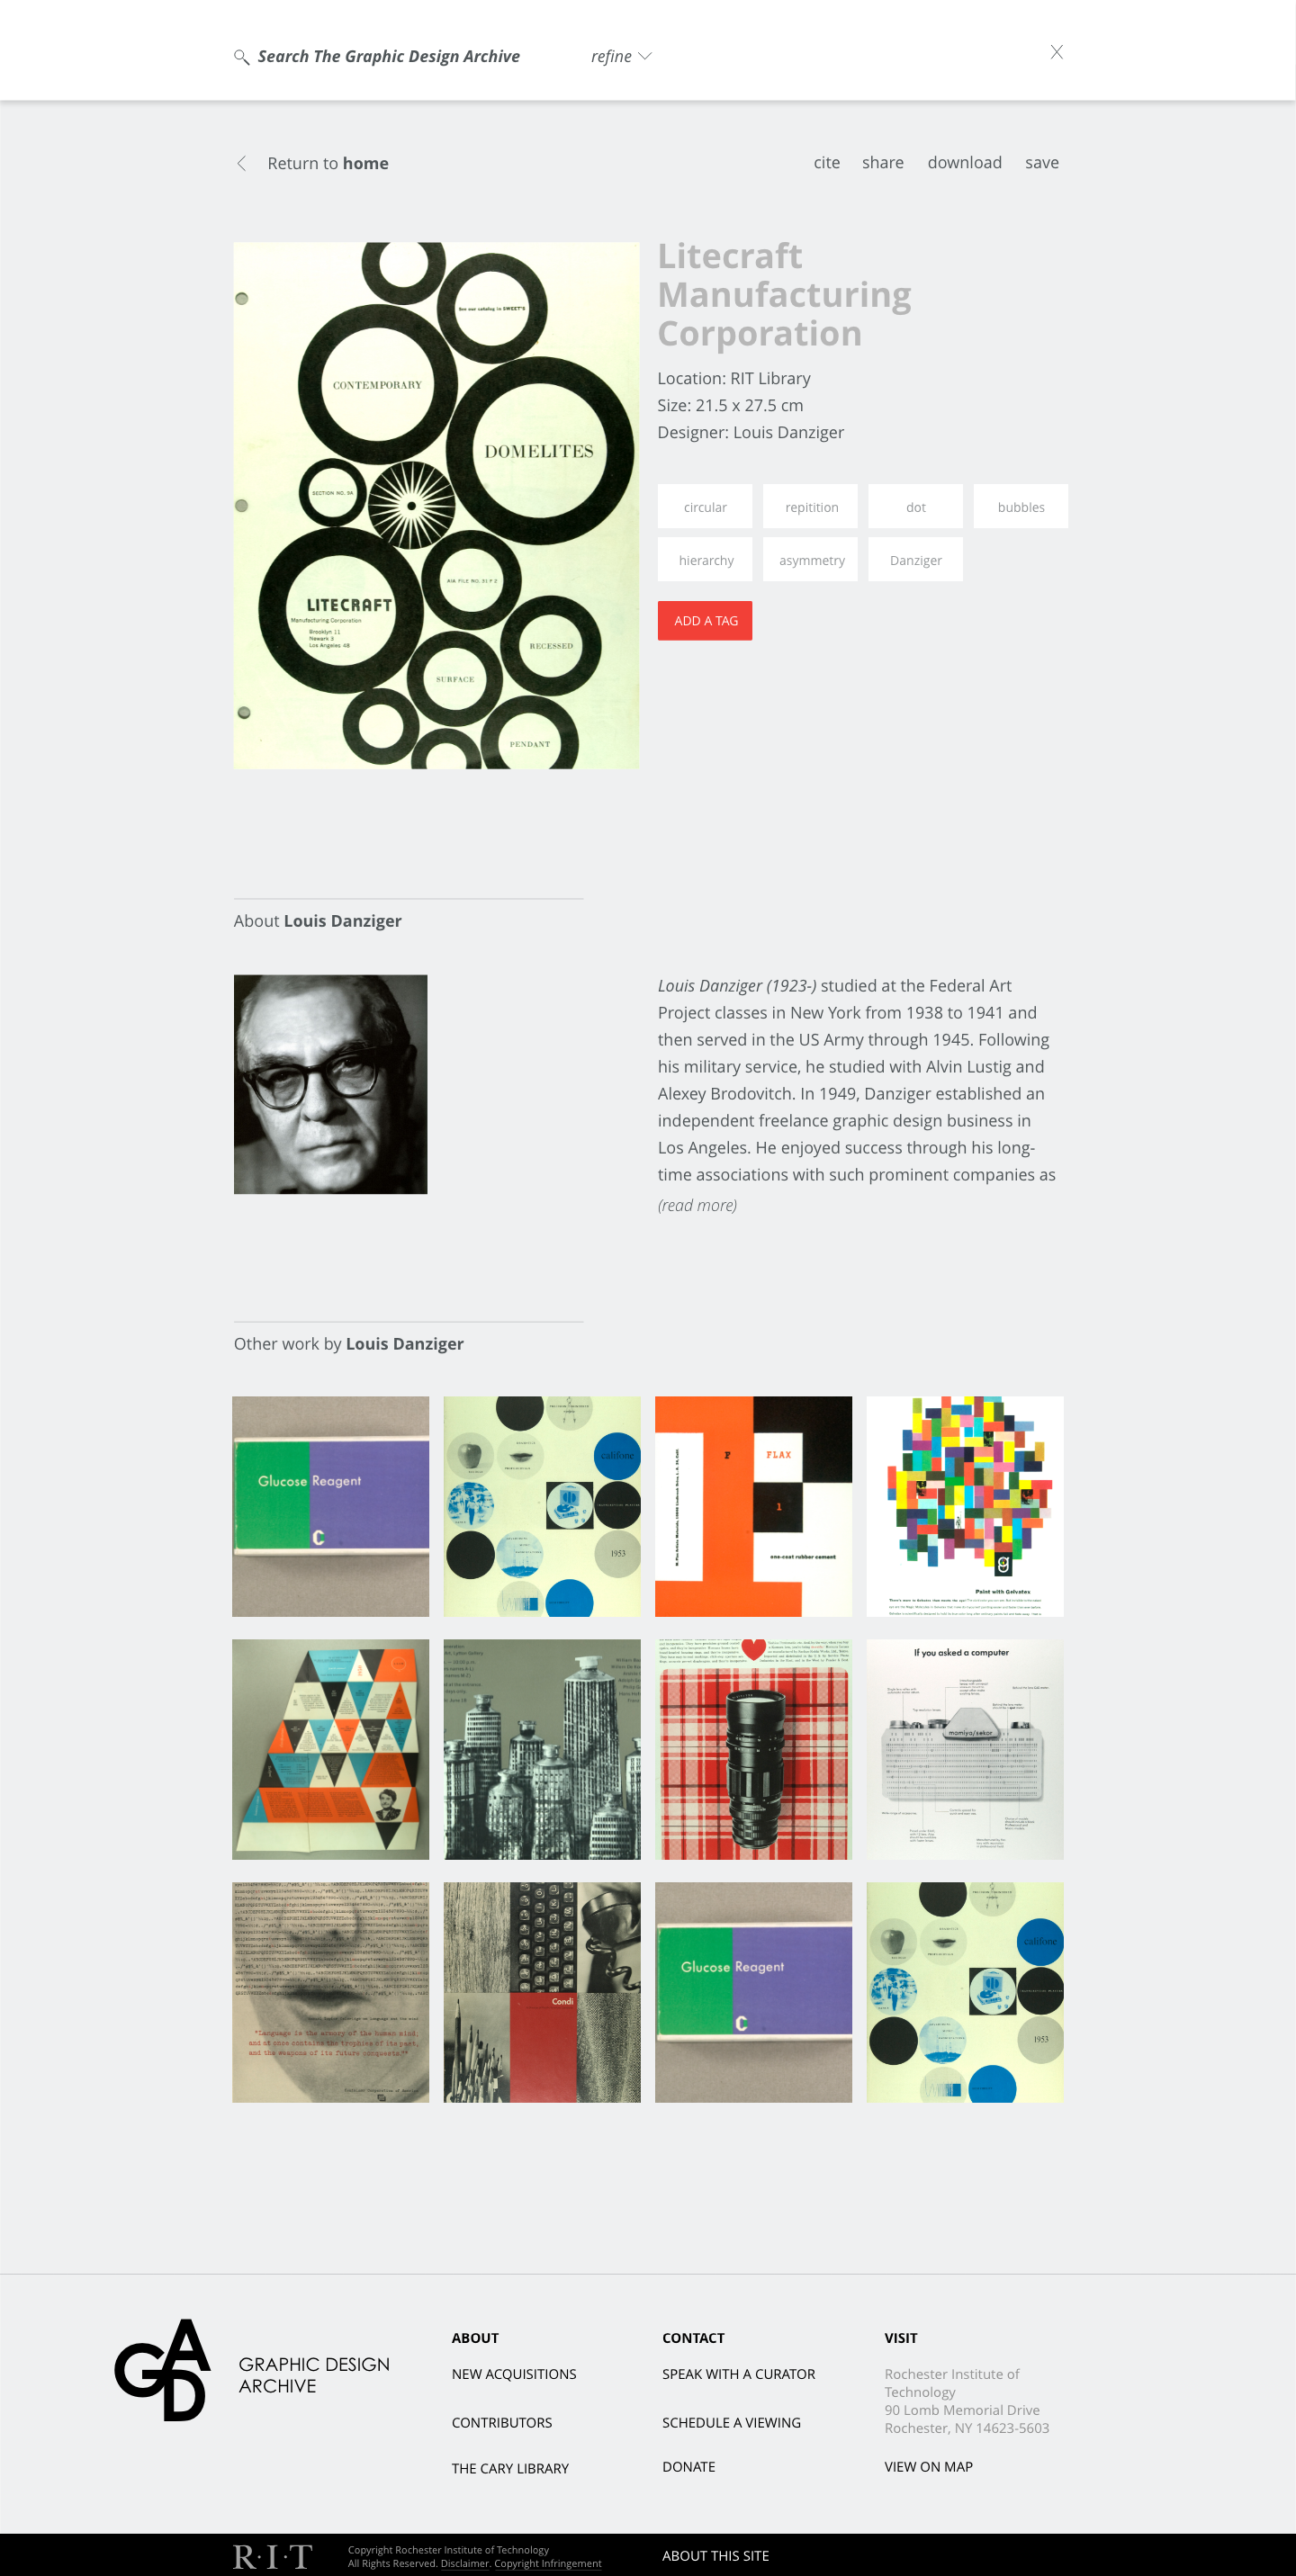 Search The Graphic Design Archive
refine
X
Return to home
cite share download save
See our catalog in SWEET'S
CONTEMPORARY
DOMELITES
SECTION NO. 9A
AIA FILE NO. 31 F 2
LITECRAFT
Manufacturing Corporation
Brooklyn 11
Newark 3
Los Angeles 48
RECESSED
SURFACE
PENDANT
Litecraft
Manufacturing
Corporation
Location: RIT Library
Size: 21.5 x 27.5 cm
Designer: Louis Danziger
circular repitition dot bubbles
hierarchy asymmetry Danziger
ADD A TAG
About Louis Danziger
Louis Danziger (1923-) studied at the Federal Art
Project classes in New York from 1938 to 1941 and
then served in the US Army through 1945. Following
his military service, he studied with Alvin Lustig and
Alexey Brodovitch. In 1949, Danziger established an
independent freelance graphic design business in
Los Angeles. He enjoyed success through his long-
time associations with such prominent companies as
(read more)
Other work by Louis Danziger
Glucose Reagent
C
califone
1953
F FLAX
1
one-coat rubber cement
g
Paint with Galvatex
If you asked a computer
mamiya/sekor
"Language is the armory of the human mind,
and at once contains the trophies of its past,
and the weapons of its future conquests."
Condi
Glucose Reagent
C
califone
1953
GAD
GRAPHIC DESIGN
ARCHIVE
ABOUT
NEW ACQUISITIONS
CONTRIBUTORS
THE CARY LIBRARY
CONTACT
SPEAK WITH A CURATOR
SCHEDULE A VIEWING
DONATE
VISIT
Rochester Institute of
Technology
90 Lomb Memorial Drive
Rochester, NY 14623-5603
VIEW ON MAP
R·I·T
Copyright Rochester Institute of Technology
All Rights Reserved. Disclaimer. Copyright Infringement
ABOUT THIS SITE